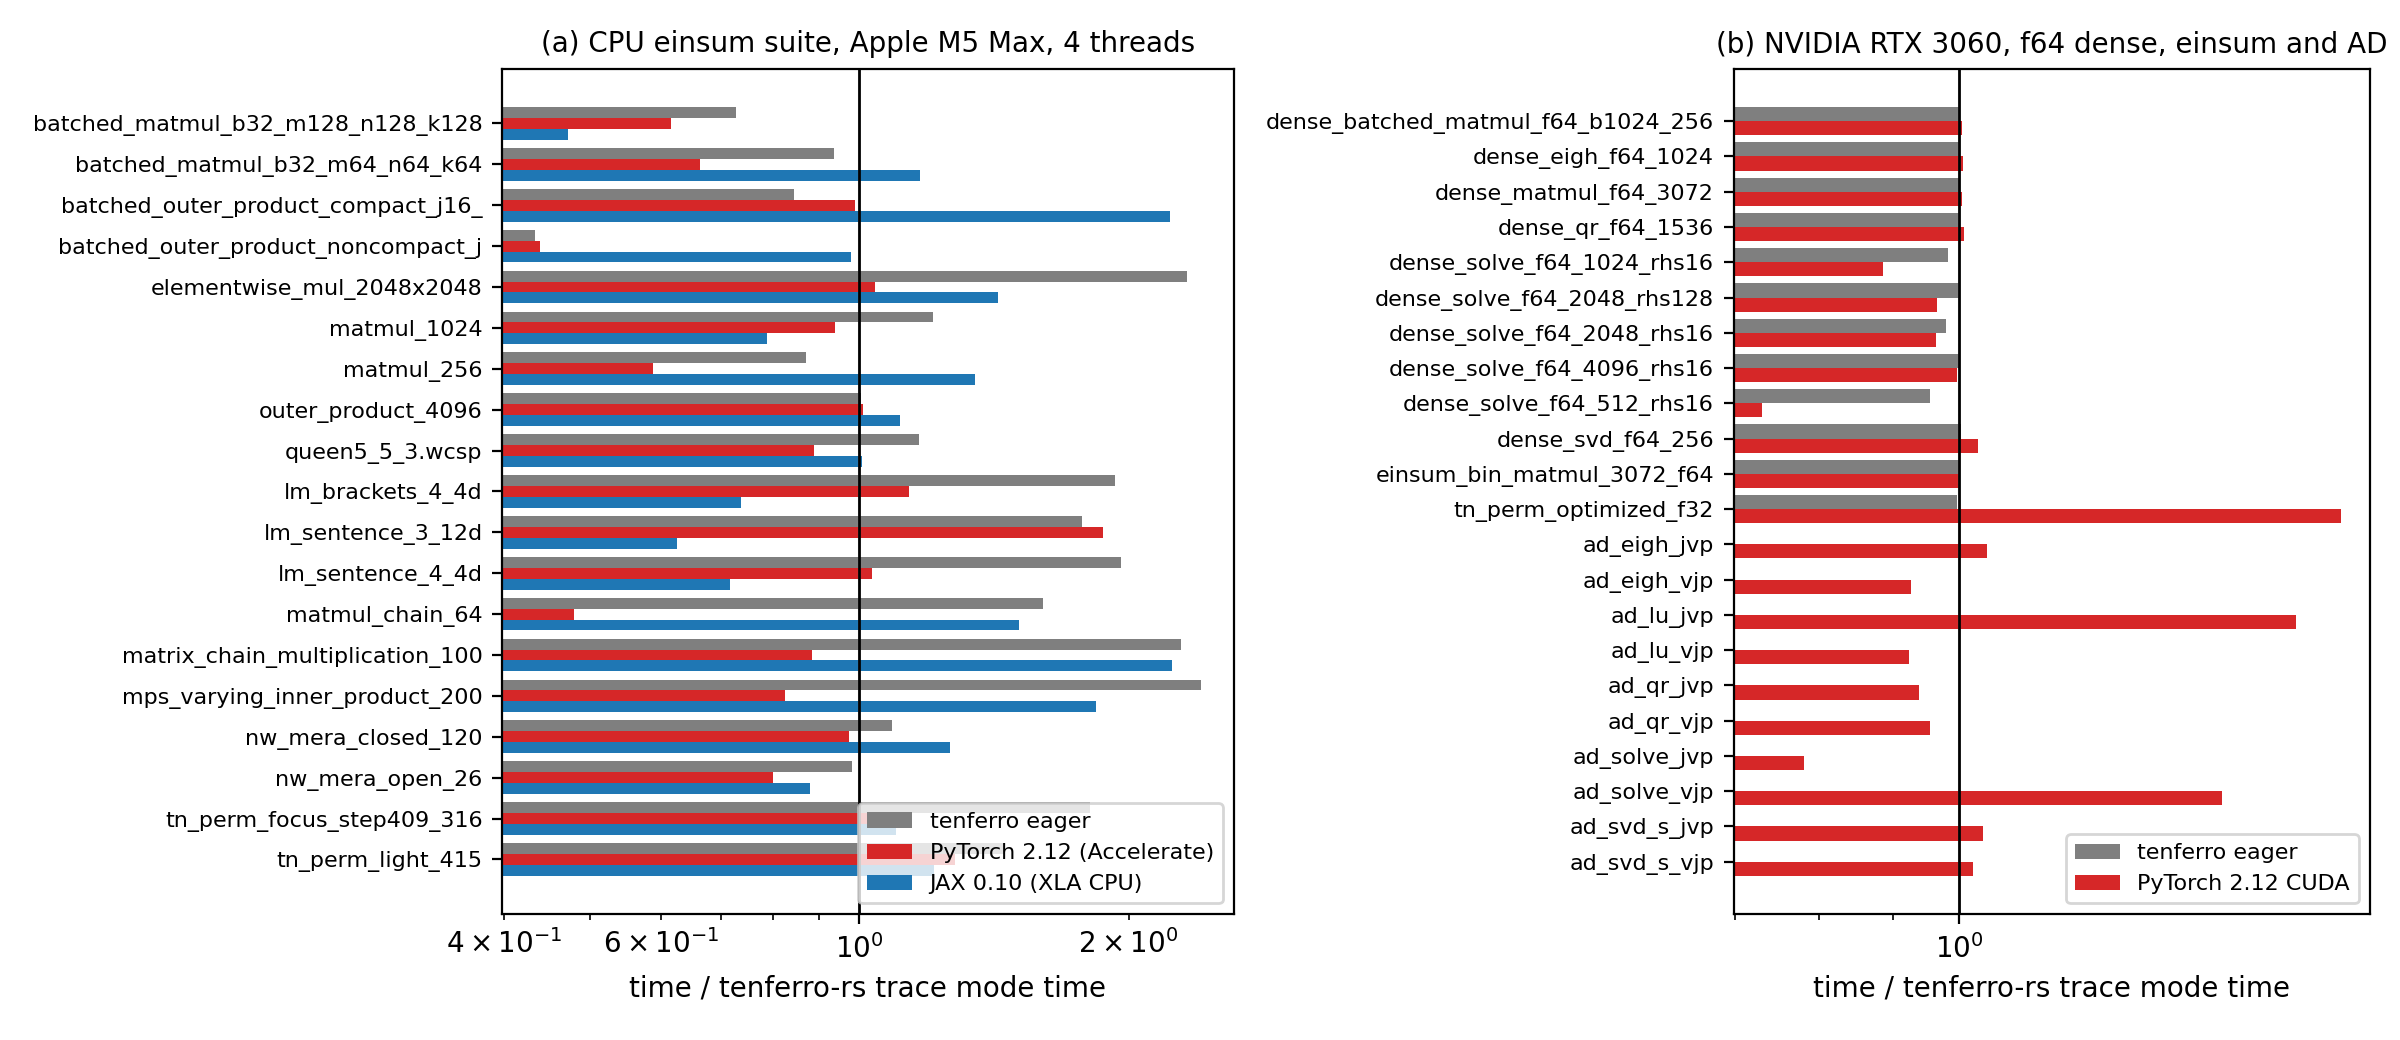 (a) CPU einsum suite, Apple M5 Max, 4 threads
batched_matmul_b32_m128_n128_k128
batched_matmul_b32_m64_n64_k64
batched_outer_product_compact_j16_
batched_outer_product_noncompact_j
elementwise_mul_2048x2048
matmul_1024
matmul_256
outer_product_4096
queen5_5_3.wcsp
lm_brackets_4_4d
lm_sentence_3_12d
lm_sentence_4_4d
matmul_chain_64
matrix_chain_multiplication_100
mps_varying_inner_product_200
nw_mera_closed_120
nw_mera_open_26
tn_perm_focus_step409_316
tn_perm_light_415
tenferro eager
PyTorch 2.12 (Accelerate)
JAX 0.10 (XLA CPU)
4 × 10⁻¹ 6 × 10⁻¹ 10⁰ 2 × 10⁰
time / tenferro-rs trace mode time
(b) NVIDIA RTX 3060, f64 dense, einsum and AD
dense_batched_matmul_f64_b1024_256
dense_eigh_f64_1024
dense_matmul_f64_3072
dense_qr_f64_1536
dense_solve_f64_1024_rhs16
dense_solve_f64_2048_rhs128
dense_solve_f64_2048_rhs16
dense_solve_f64_4096_rhs16
dense_solve_f64_512_rhs16
dense_svd_f64_256
einsum_bin_matmul_3072_f64
tn_perm_optimized_f32
ad_eigh_jvp
ad_eigh_vjp
ad_lu_jvp
ad_lu_vjp
ad_qr_jvp
ad_qr_vjp
ad_solve_jvp
ad_solve_vjp
ad_svd_s_jvp
ad_svd_s_vjp
tenferro eager
PyTorch 2.12 CUDA
10⁰
time / tenferro-rs trace mode time